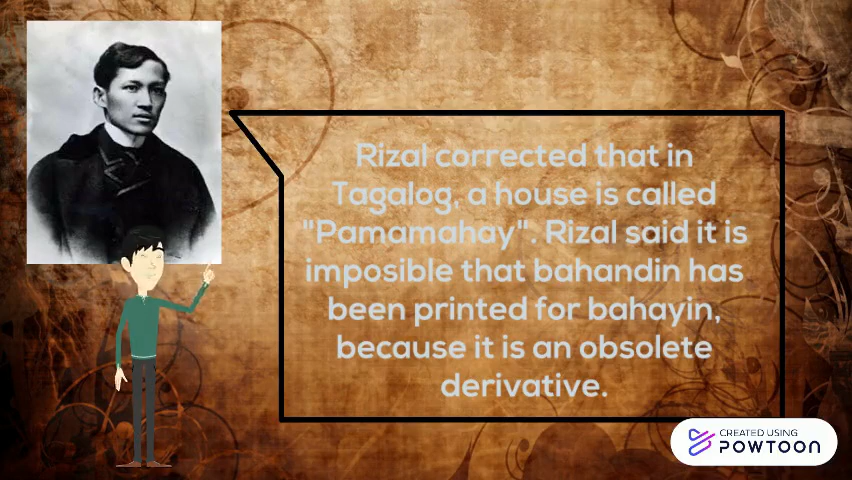 Rizal corrected that in
Tagalog, a house is called
"Pamamahay". Rizal said it is
imposible that bahandin has
been printed for bahayin,
because it is an obsolete
derivative.
CREATED USING
POWTOON